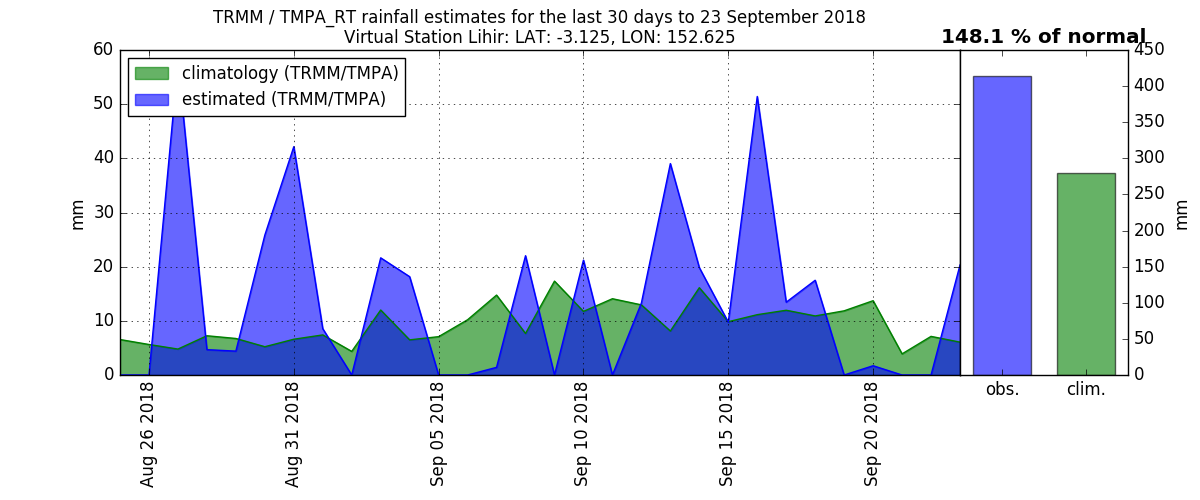 TRMM / TMPA_RT rainfall estimates for the last 30 days to 23 September 2018
Virtual Station Lihir: LAT: -3.125, LON: 152.625
148.1 % of normal
climatology (TRMM/TMPA)
estimated (TRMM/TMPA)
60
50
40
30
20
10
0
mm
Aug 26 2018
Aug 31 2018
Sep 05 2018
Sep 10 2018
Sep 15 2018
Sep 20 2018
450
400
350
300
250
200
150
100
50
0
mm
obs.
clim.